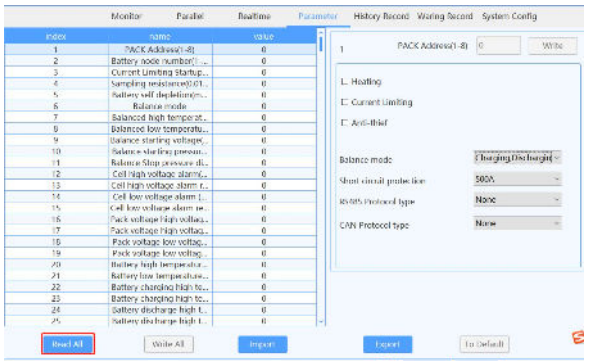 Monitor Parallel Realtime Parameter History Record Waring Record System Config
index name value
1 PACK Address(1-8) 0
2 Battery node number(1-... 0
3 Current Limiting Startup... 0
4 Sampling resistance(0.01... 0
5 Battery self depletion(m... 0
6 Balance mode 0
7 Balanced high temperat... 0
8 Balanced low temperatu... 0
9 Balance starting voltage(... 0
10 Balance starting pressur... 0
11 Balance Stop pressure di... 0
12 Cell high voltage alarm(... 0
13 Cell high voltage alarm r... 0
14 Cell low voltage alarm (... 0
15 Cell low voltage alarm re... 0
16 Pack voltage high voltag... 0
17 Pack voltage high voltag... 0
18 Pack voltage low voltag... 0
19 Pack voltage low voltag... 0
20 Battery high temperatur... 0
21 Battery low temperature... 0
22 Battery charging high te... 0
23 Battery charging high te... 0
24 Battery discharge high t... 0
25 Battery discharge high t... 0
1 PACK Address(1-8) 0 Write
Heating
Current Limiting
Anti-thief
Balance mode Charging,Discharging
Short circuit protection 500A
RS485 Protocol type None
CAN Protocol type None
Read All Write All Import Export To Default